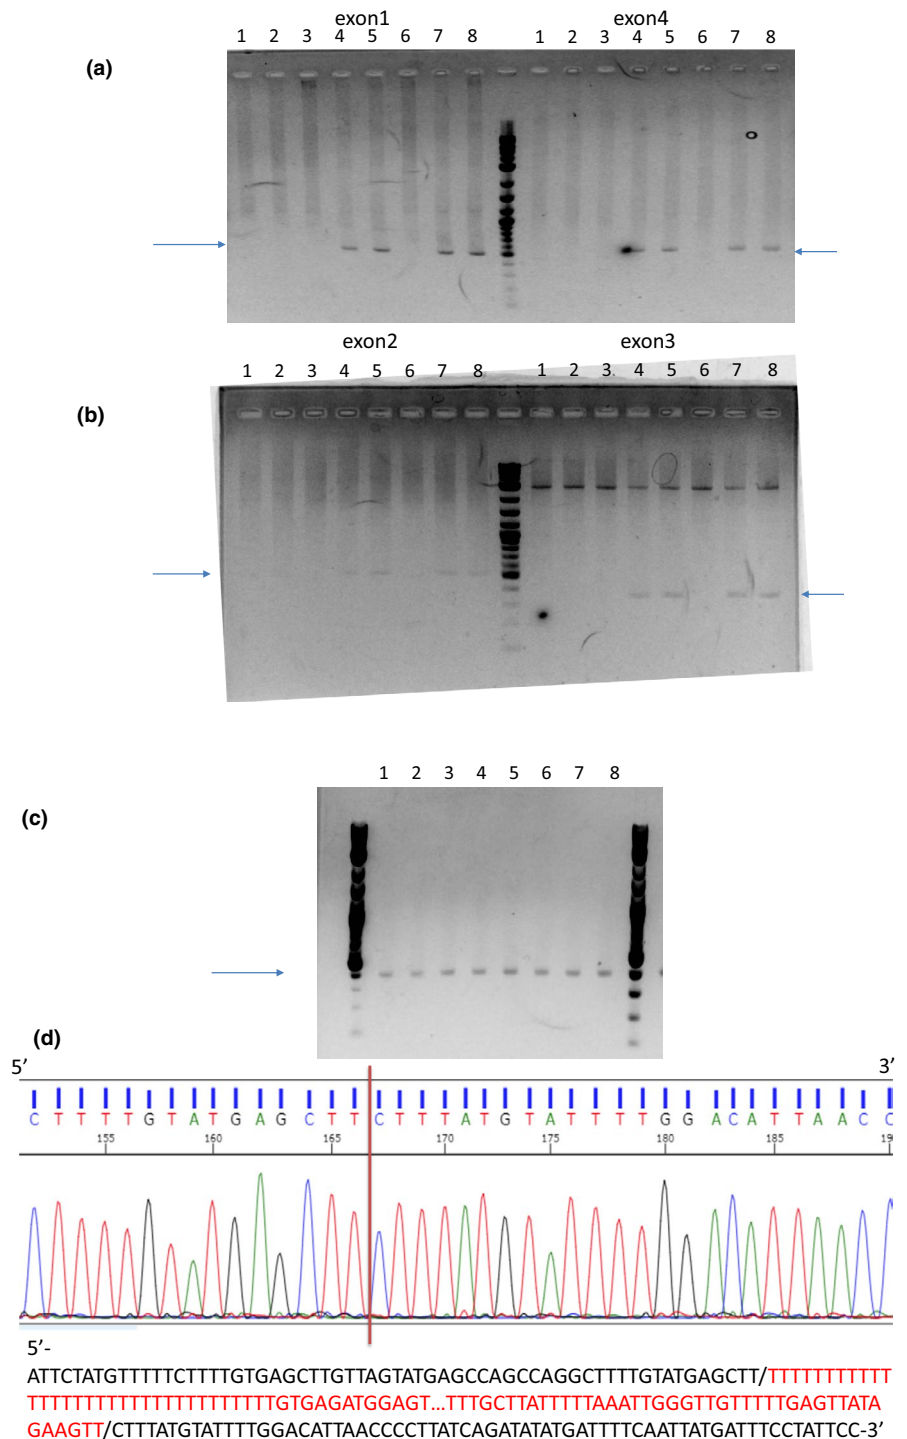 exon1 exon4
1 2 3 4 5 6 7 8 1 2 3 4 5 6 7 8
(a)
exon2 exon3
1 2 3 4 5 6 7 8 1 2 3 4 5 6 7 8
(b)
1 2 3 4 5 6 7 8
(c)
(d)
5’ 3’
C T T T T G T A T G A G C T T C T T T A T G T A T T T T G G A C A T T A A C C
155 160 165 170 175 180 185 19
5’-
ATTCTATGTTTTTCTTTTGTGAGCTTGTTAGTATGAGCCAGCCAGGCTTTTGTATGAGCTT/TTTTTTTTTTT
TTTTTTTTTTTTTTTTTTTTTTTGTGAGATGGAGT...TTTGCTTATTTTTAAATTGGGTTGTTTTTGAGTTATA
GAAGTT/CTTTATGTATTTTGGACATTAACCCCTTATCAGATATATGATTTTCAATTATGATTTCCTATTCC-3’